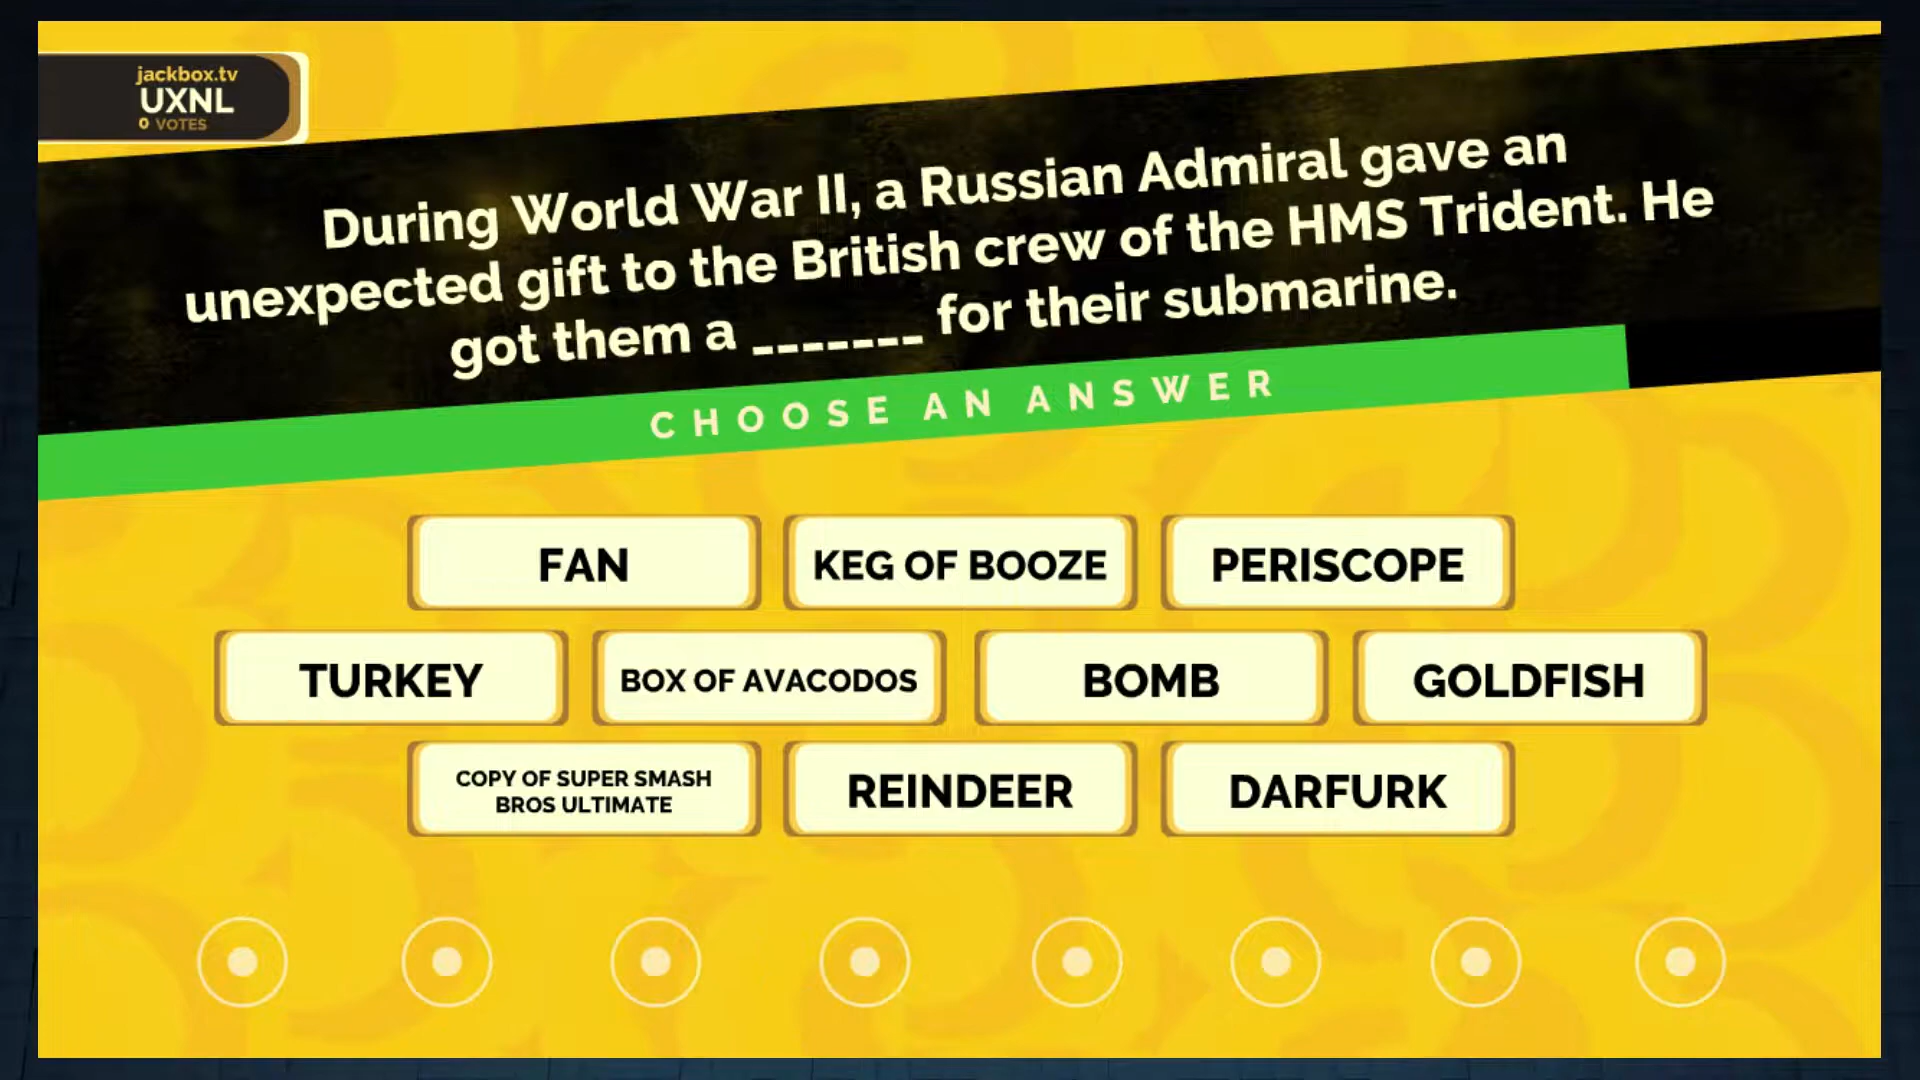 jackbox.tv
UXNL
0 VOTES
During World War II, a Russian Admiral gave an
unexpected gift to the British crew of the HMS Trident. He
got them a _______ for their submarine.
CHOOSE AN ANSWER
FAN
KEG OF BOOZE
PERISCOPE
TURKEY
BOX OF AVACODOS
BOMB
GOLDFISH
COPY OF SUPER SMASH
BROS ULTIMATE
REINDEER
DARFURK